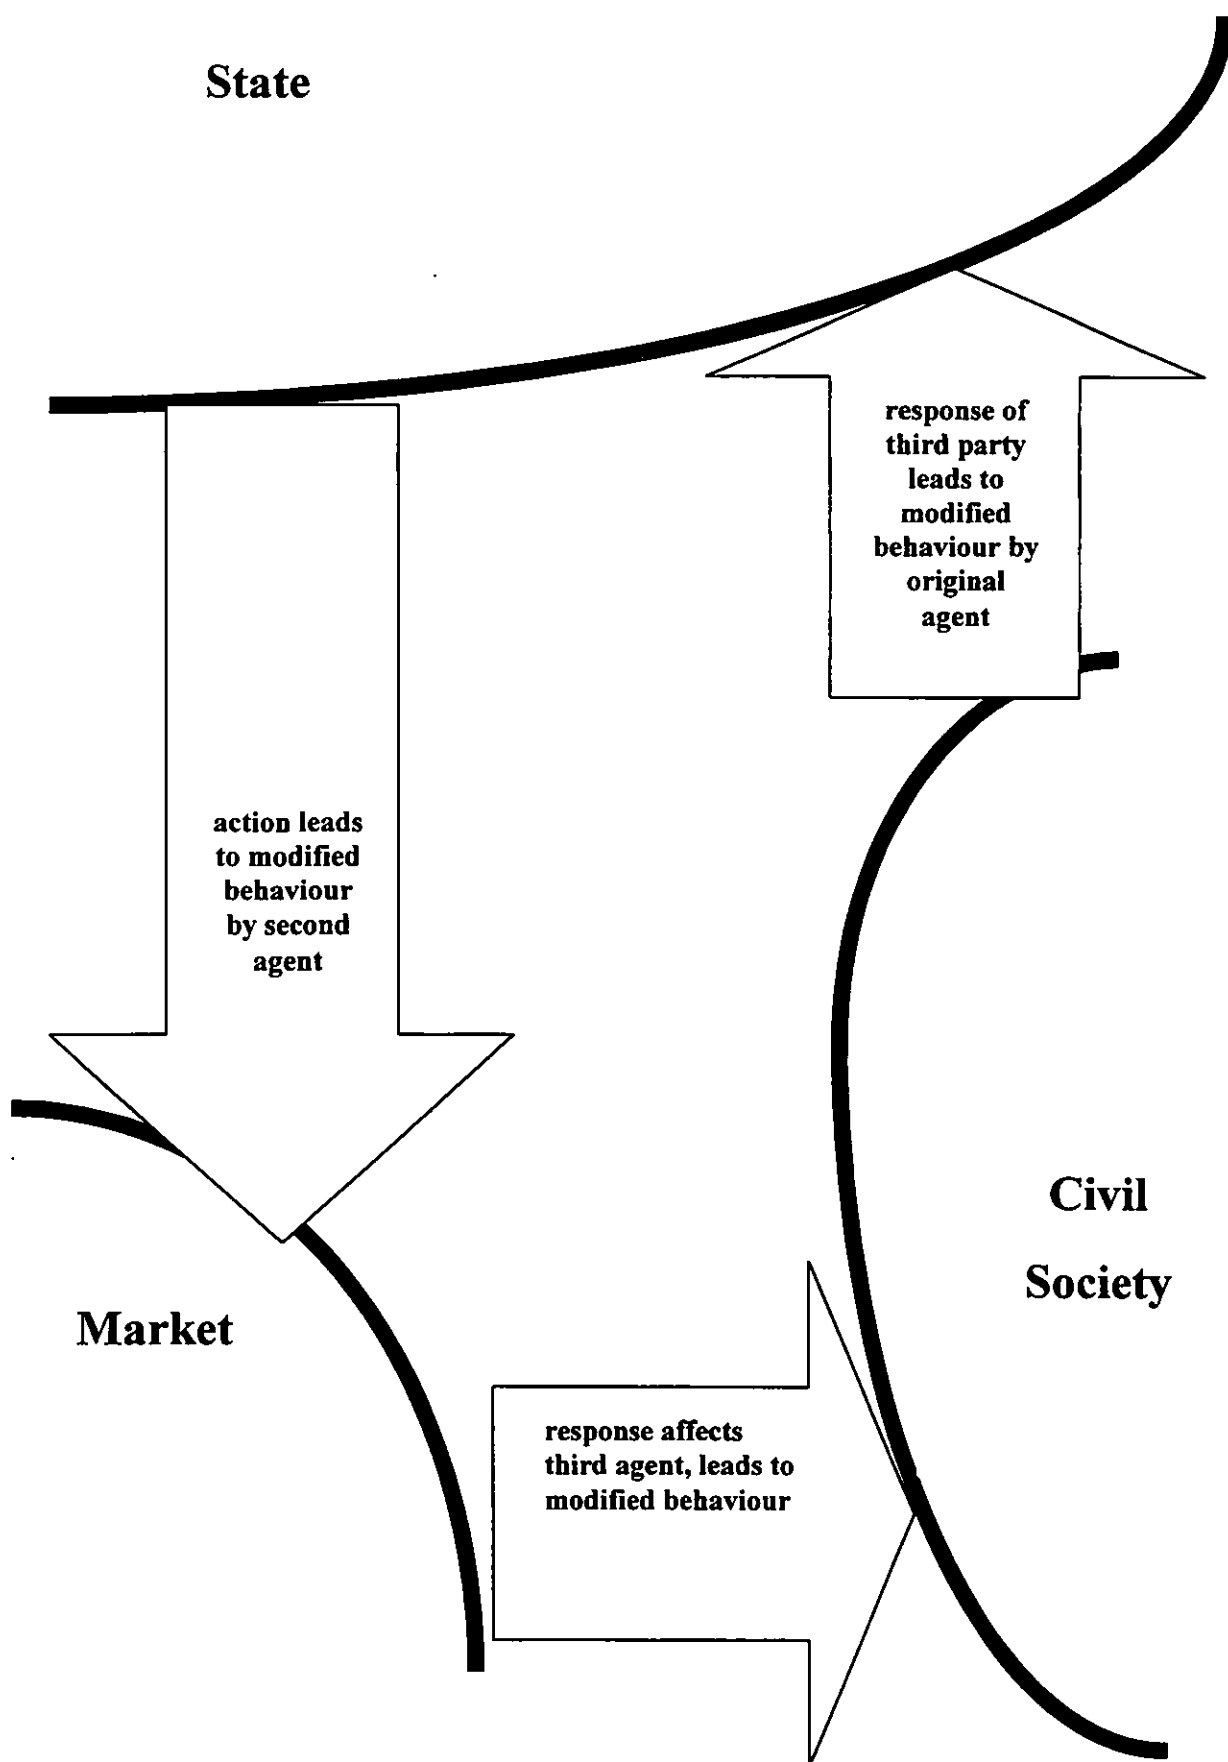 State
response of
third party
leads to
modified
behaviour by
original
agent
action leads
to modified
behaviour
by second
agent
Civil
Society
Market
response affects
third agent, leads to
modified behaviour